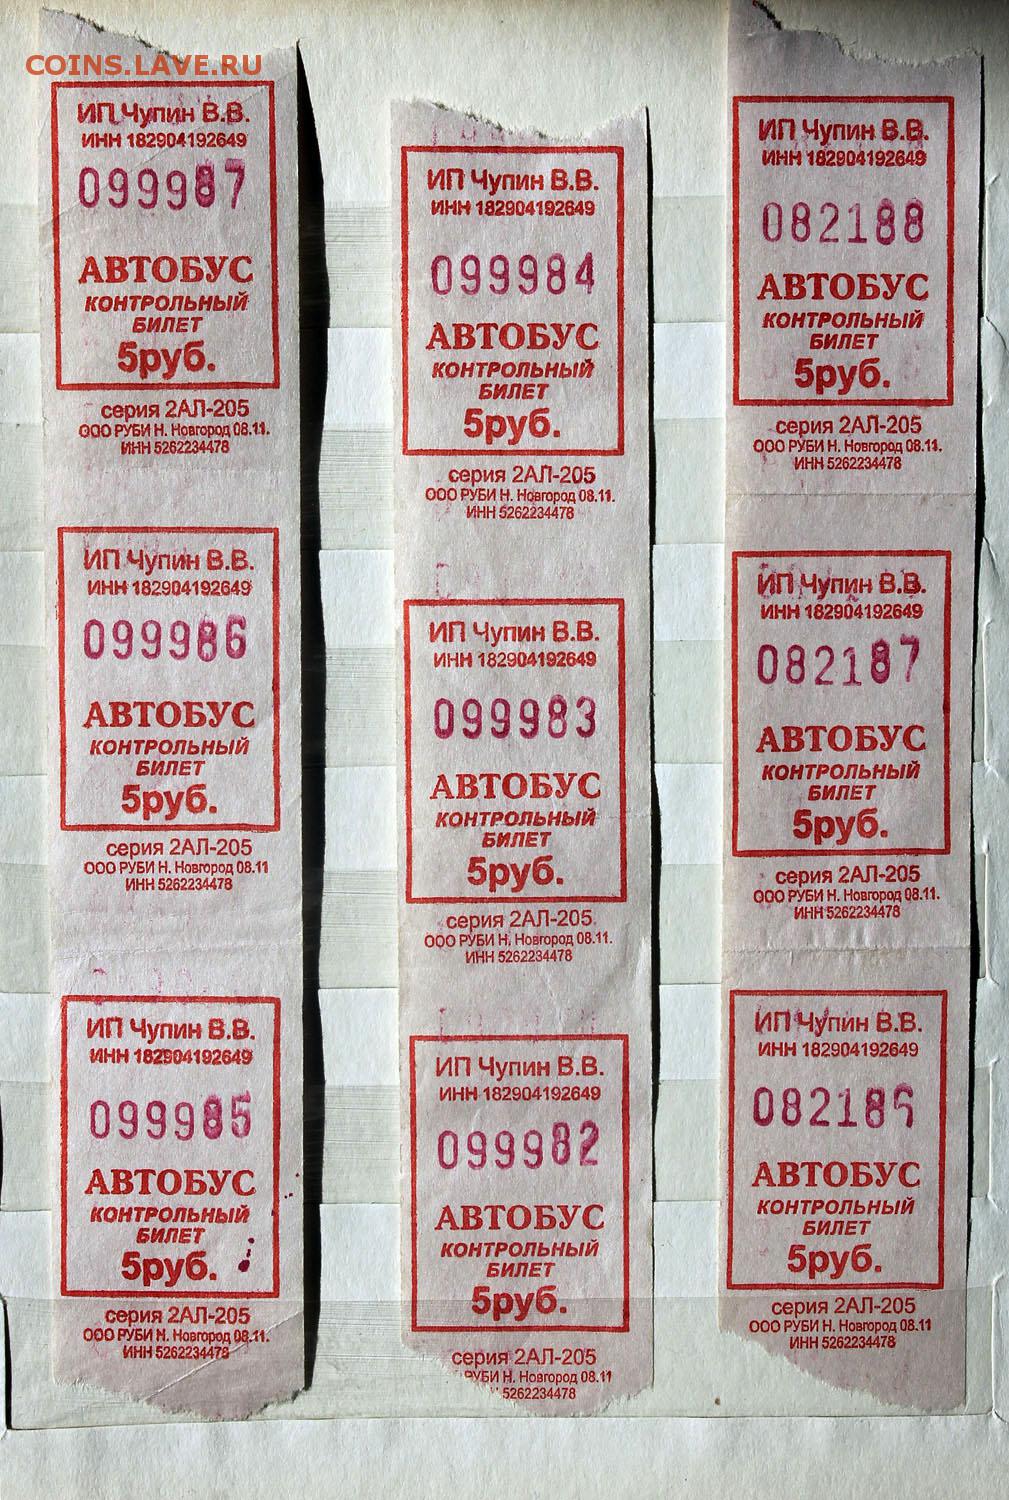 COINS.LAVE.RU
ИП Чупин В.В.
ИНН 182904192649
099987
АВТОБУС
КОНТРОЛЬНЫЙ
БИЛЕТ
5руб.
серия 2АЛ-205
ООО РУБИ Н. Новгород 08.11.
ИНН 5262234478
ИП Чупин В.В.
ИНН 182904192649
099986
АВТОБУС
КОНТРОЛЬНЫЙ
БИЛЕТ
5руб.
серия 2АЛ-205
ООО РУБИ Н. Новгород 08.11
ИНН 5262234478
ИП Чупин В.В.
ИНН 182904192649
099985
АВТОБУС
КОНТРОЛЬНЫЙ
БИЛЕТ
5руб.
серия 2АЛ-205
ООО РУБИ Н. Новгород 08.11.
ИНН 5262234478
ИП Чупин В.В.
ИНН 182904192649
099984
АВТОБУС
КОНТРОЛЬНЫЙ
БИЛЕТ
5руб.
серия 2АЛ-205
ООО РУБИ Н. Новгород 08.11.
ИНН 5262234478
ИП Чупин В.В.
ИНН 182904192649
099983
АВТОБУС
КОНТРОЛЬНЫЙ
БИЛЕТ
5руб.
серия 2АЛ-205
ООО РУБИ Н. Новгород 08.11.
ИНН 5262234478
ИП Чупин В.В.
ИНН 182904192649
099982
АВТОБУС
КОНТРОЛЬНЫЙ
БИЛЕТ
5руб.
серия 2АЛ-205
Н. Новгород 08.11
5262234478
ИП Чупин В.В.
ИНН 182904192649
082188
АВТОБУС
КОНТРОЛЬНЫЙ
БИЛЕТ
5руб.
серия 2АЛ-205
ООО РУБИ Н. Новгород 08.11.
ИНН 5262234478
ИП Чупин В.В.
ИНН 182904192649
082187
АВТОБУС
КОНТРОЛЬНЫЙ
БИЛЕТ
5руб.
серия 2АЛ-205
ООО РУБИ Н. Новгород 08.11.
ИНН 5262234478
ИП Чупин В.В.
ИНН 182904192649
082186
АВТОБУС
КОНТРОЛЬНЫЙ
БИЛЕТ
5руб.
серия 2АЛ-205
ООО РУБИ Н. Новгород 08.11
ИНН 5262234478